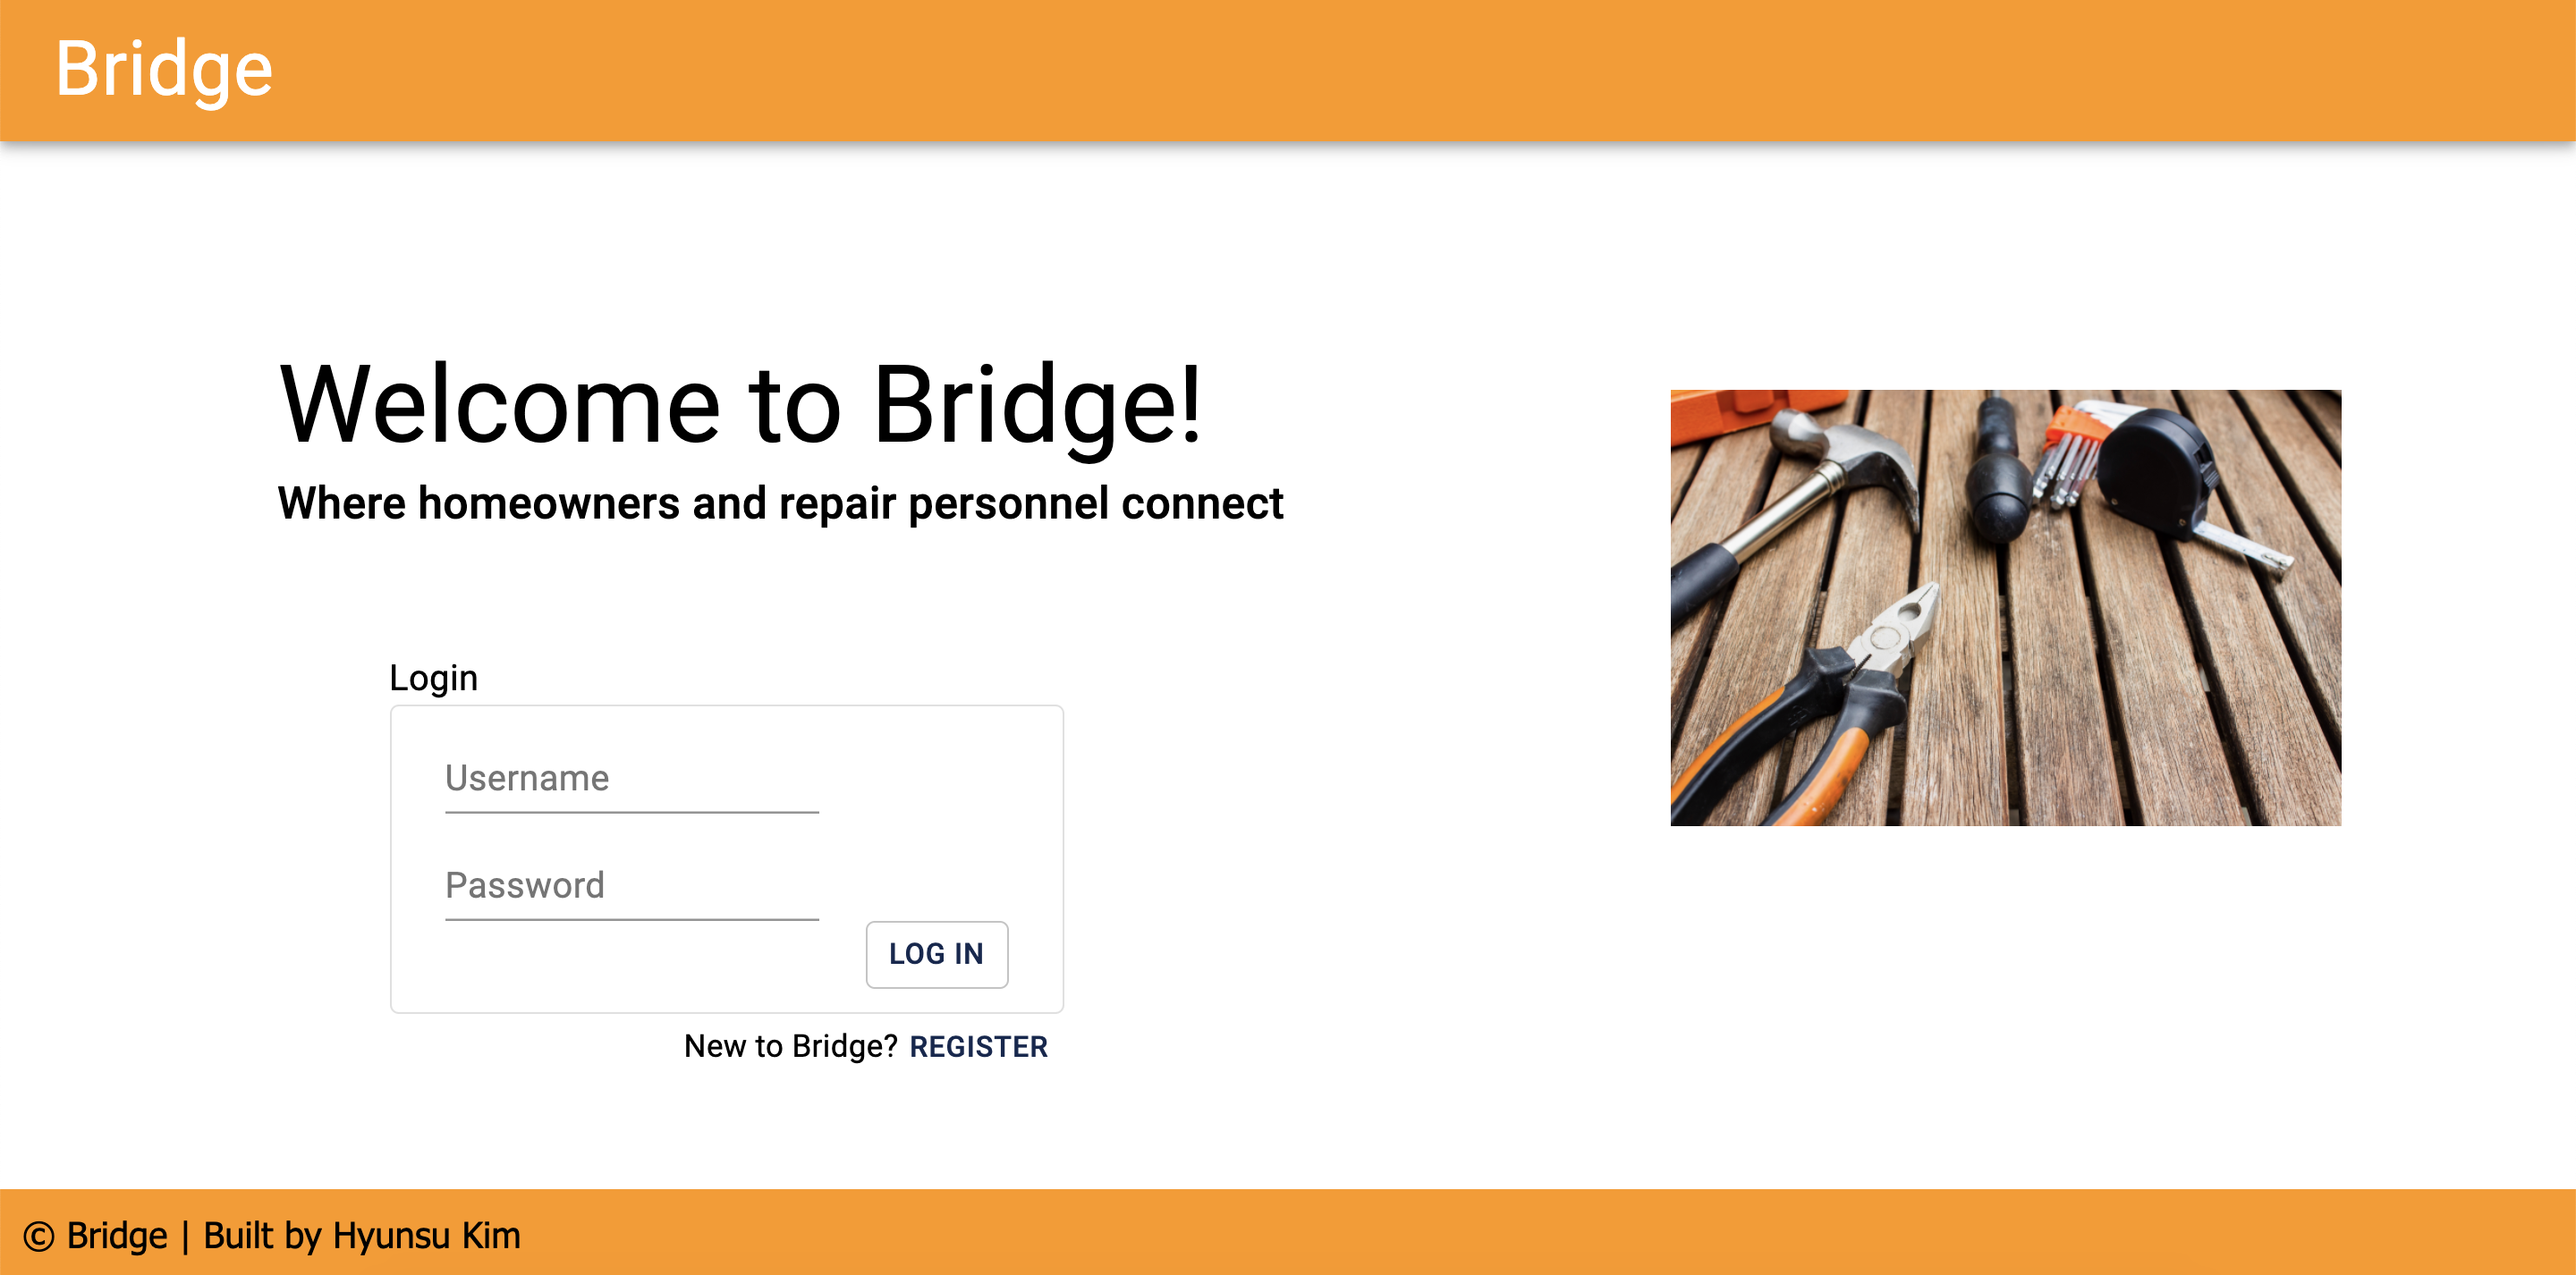 Bridge
Welcome to Bridge!
Where homeowners and repair personnel connect
Login
Username
Password
LOG IN
New to Bridge? REGISTER
© Bridge | Built by Hyunsu Kim